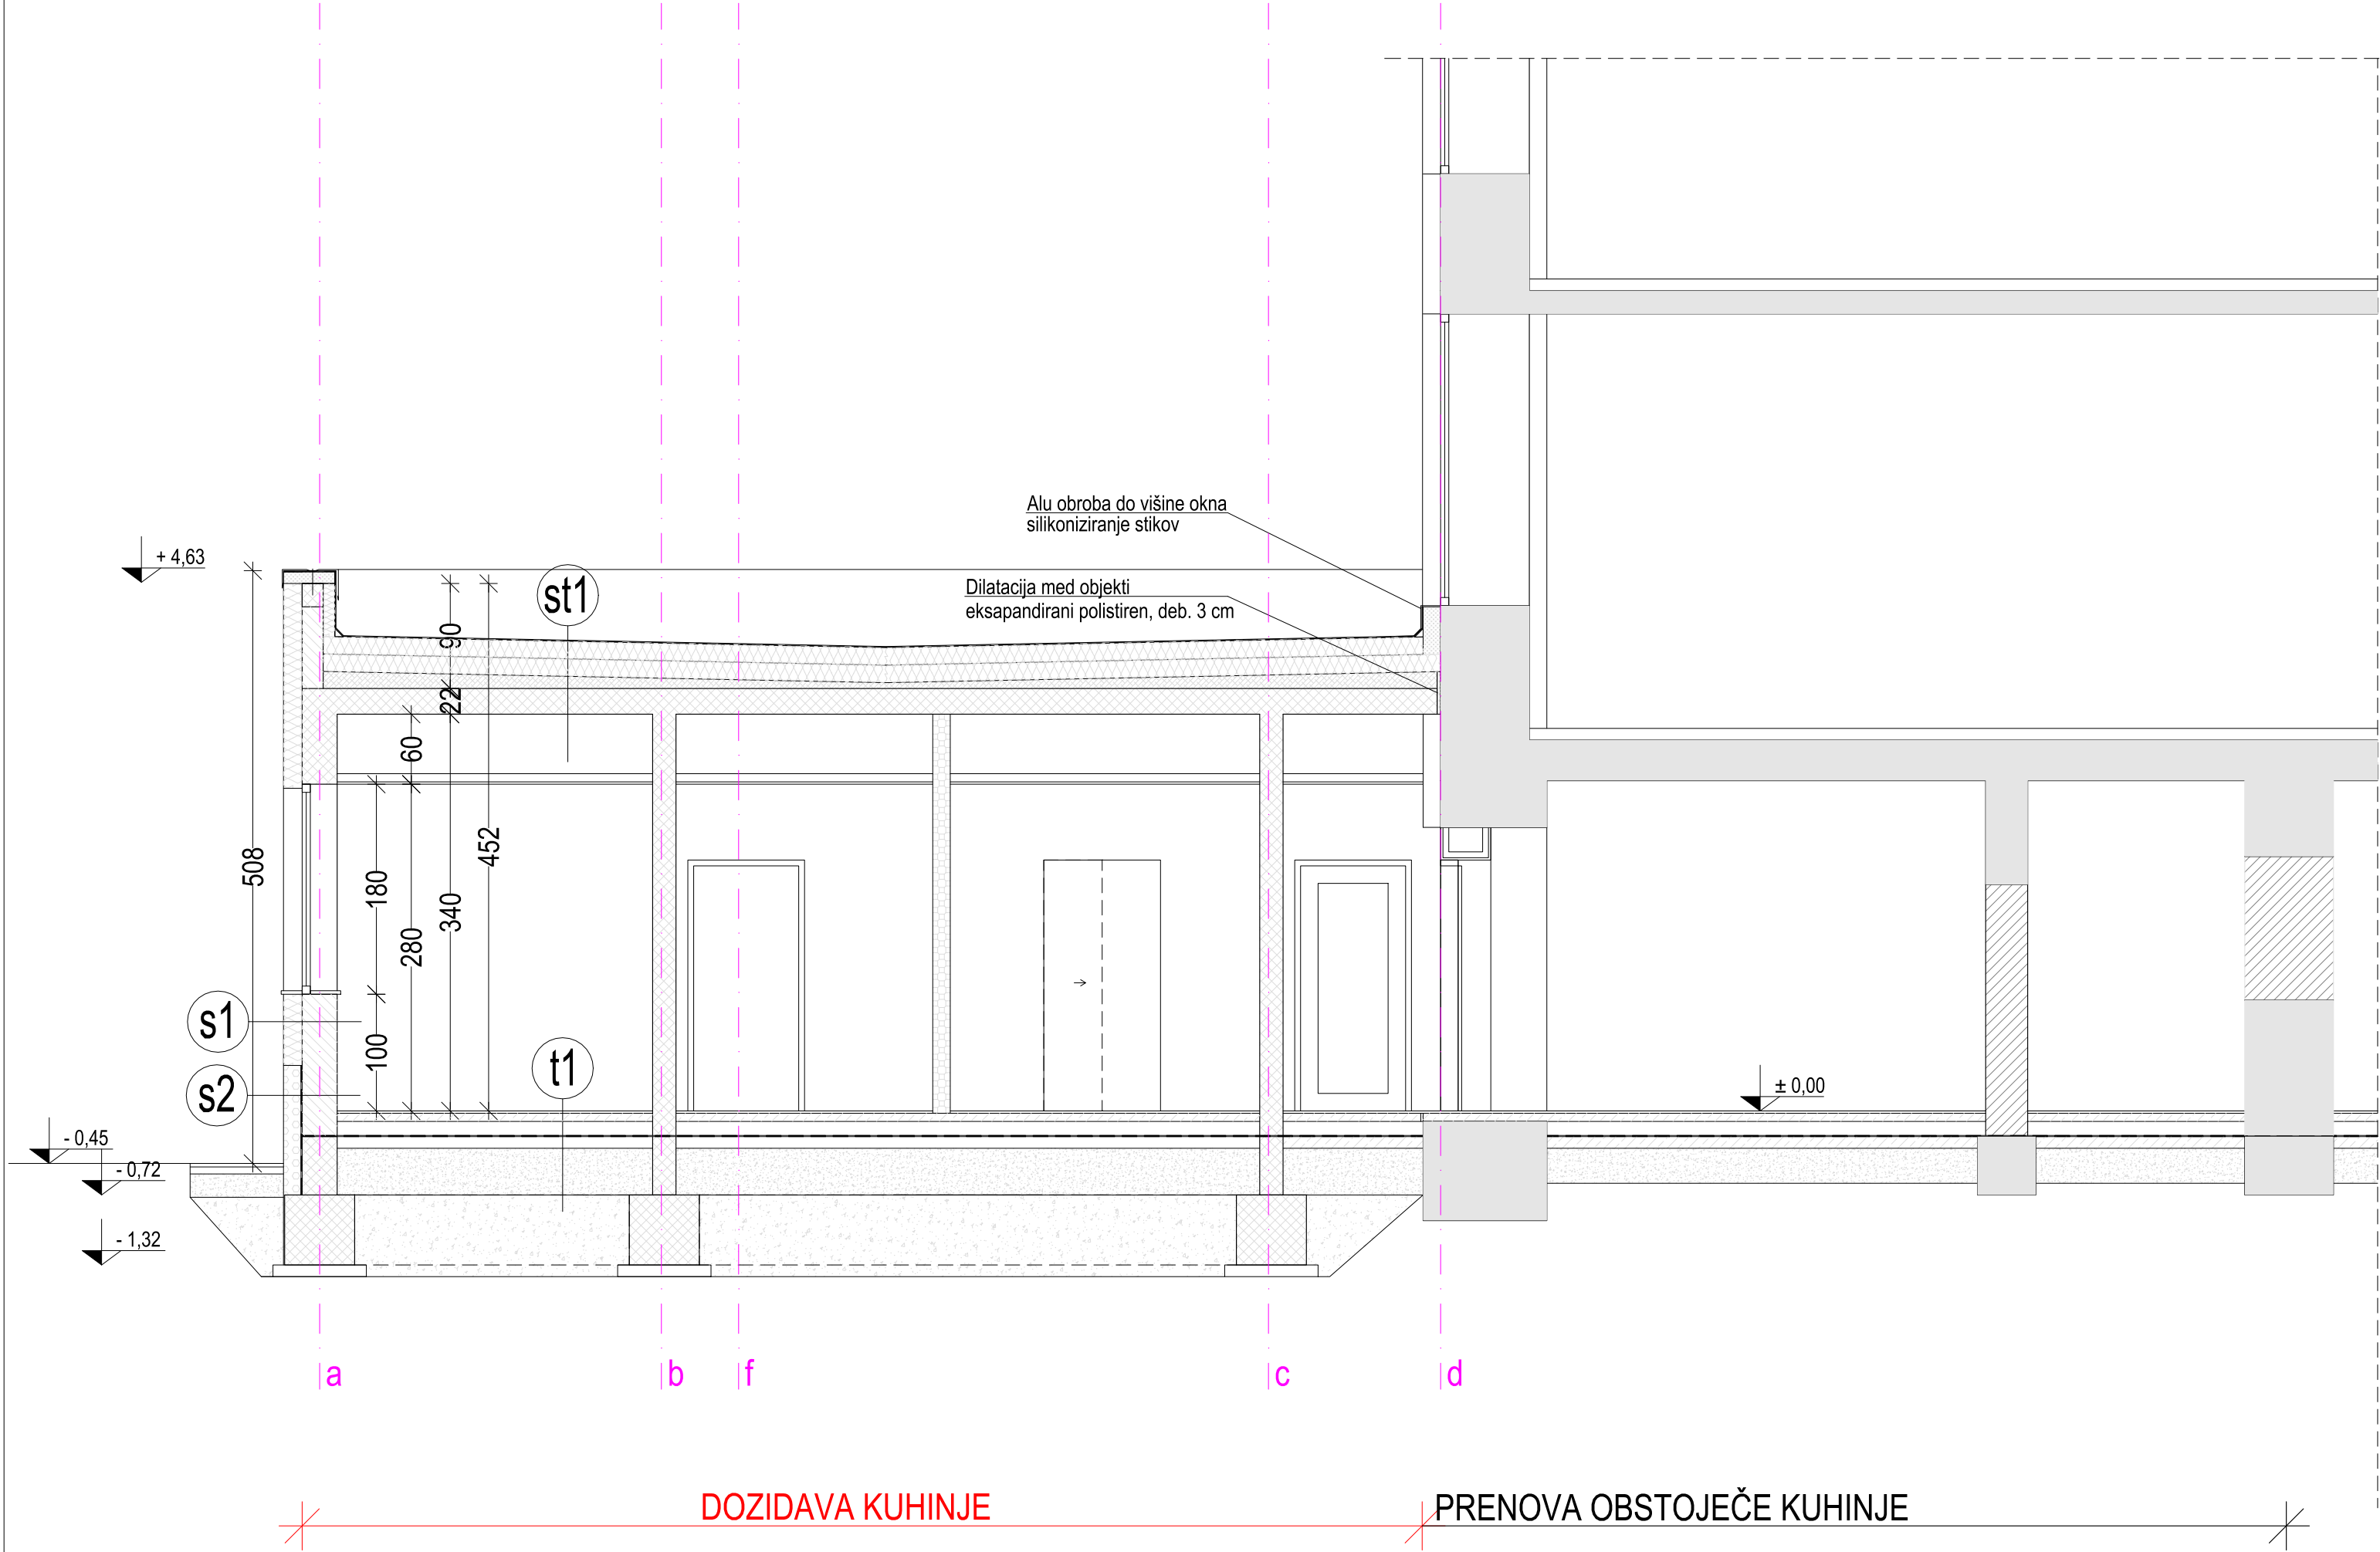 Alu obroba do višine okna
silikoniziranje stikov
+ 4,63
st1
Dilatacija med objekti
eksapandirani polistiren, deb. 3 cm
90
22
60
508
452
180
340
280
s1
100
t1
s2
± 0,00
- 0,45
- 0,72
- 1,32
a
b
f
c
d
DOZIDAVA KUHINJE
PRENOVA OBSTOJEČE KUHINJE